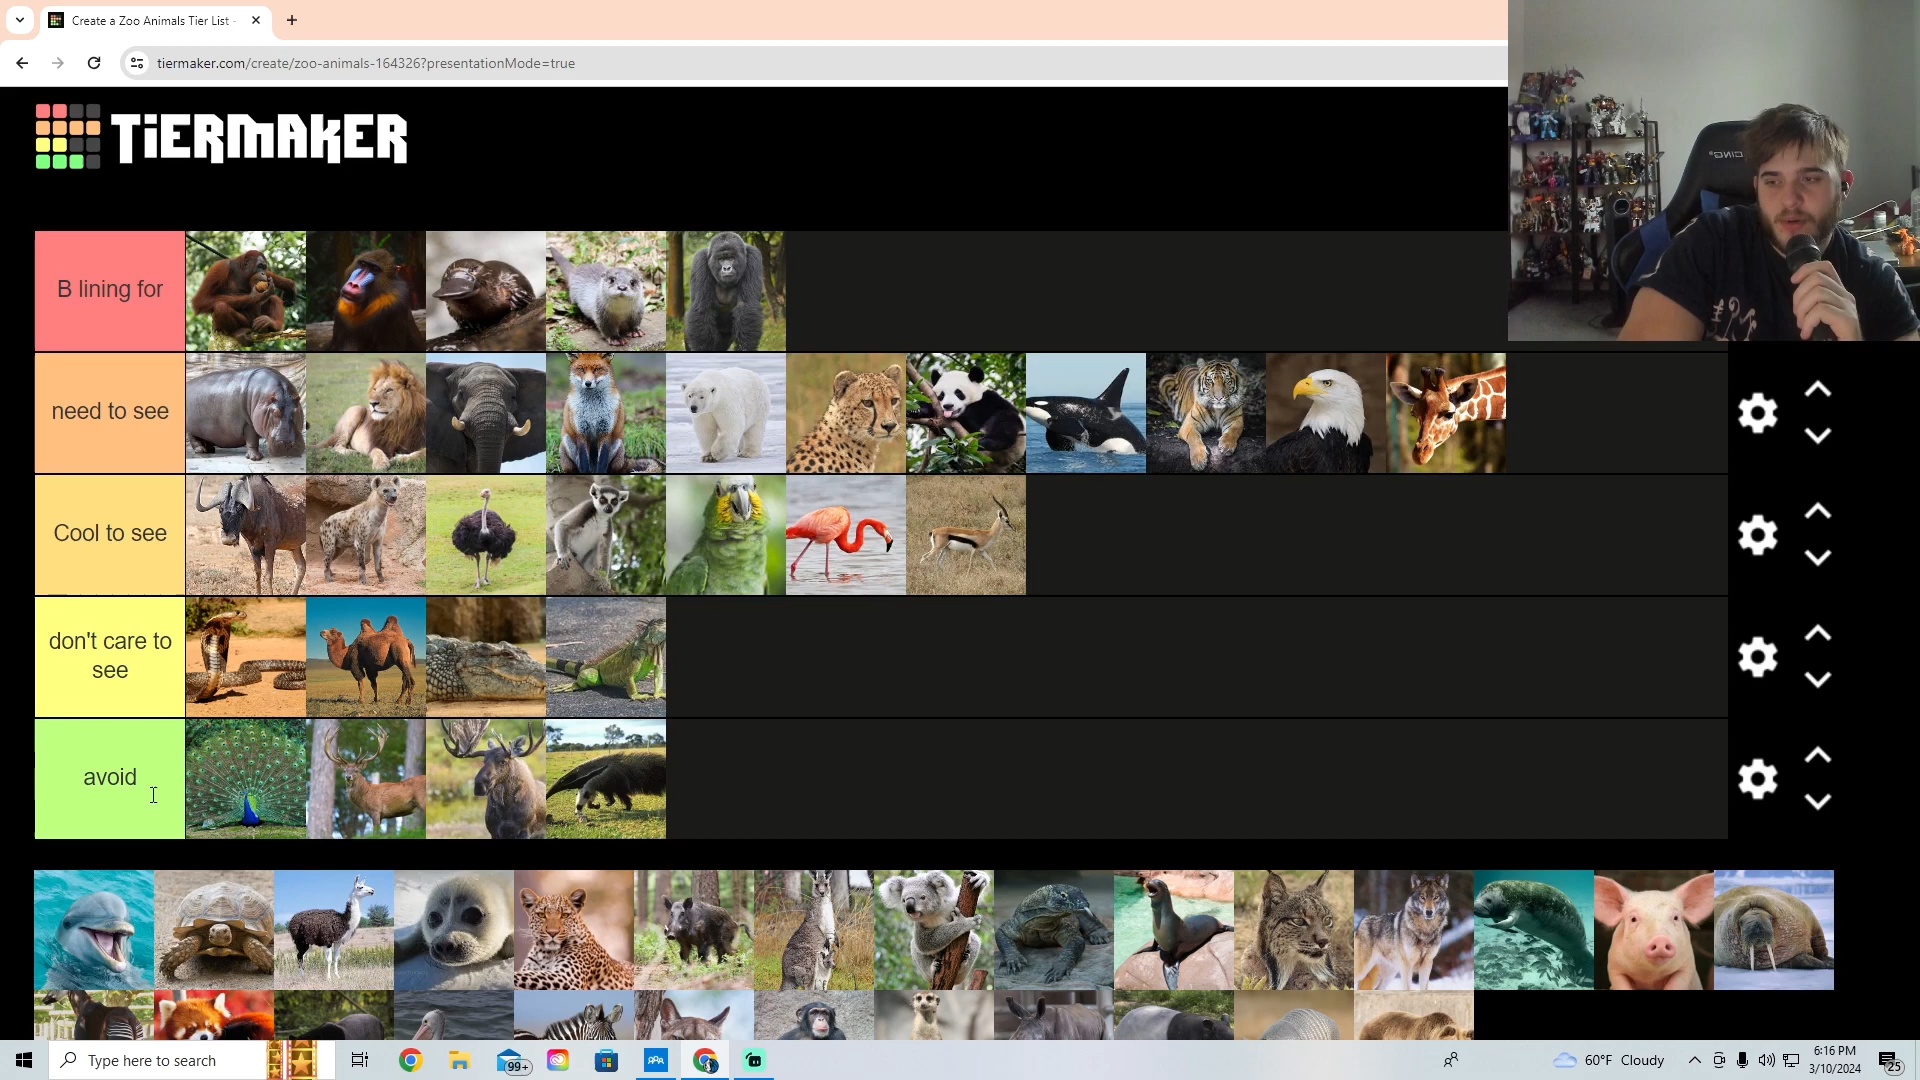 Create a Zoo Animals Tier List -
tiermaker.com/create/zoo-animals-164326?presentationMode=true
TiERMAKER
B lining for
need to see
Cool to see
don't care to
see
avoid
Type here to search
99+
60°F Cloudy
6:16 PM
3/10/2024
25